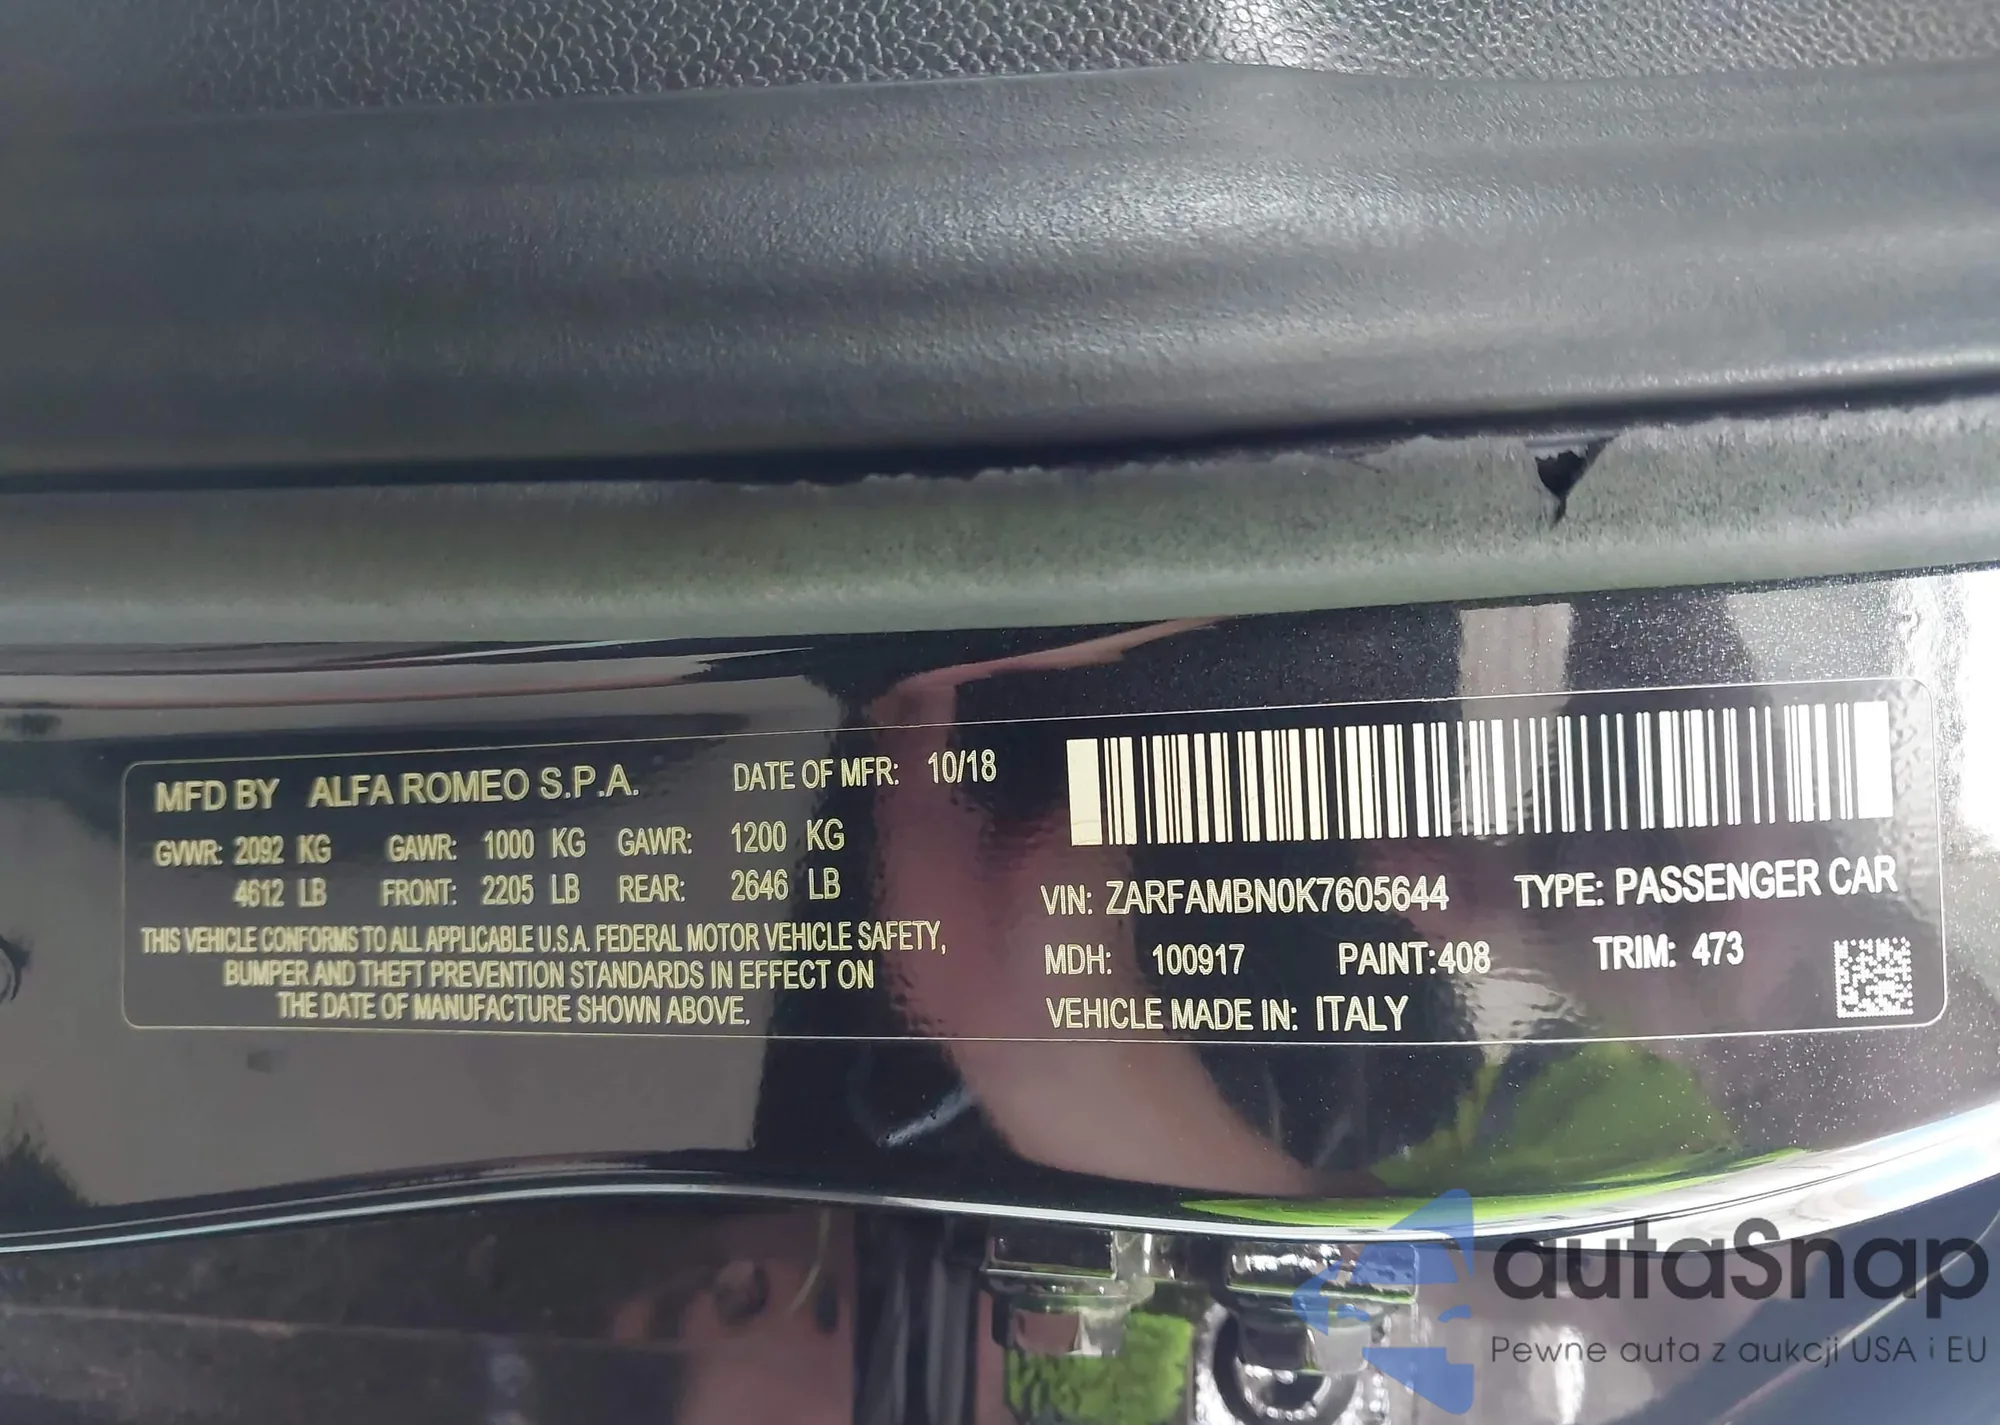 MFD BY ALFA ROMEO S.P.A. DATE OF MFR: 10/18
GVWR: 2092 KG GAWR: 1000 KG GAWR: 1200 KG
4612 LB FRONT: 2205 LB REAR: 2646 LB
THIS VEHICLE CONFORMS TO ALL APPLICABLE U.S.A. FEDERAL MOTOR VEHICLE SAFETY,
BUMPER AND THEFT PREVENTION STANDARDS IN EFFECT ON
THE DATE OF MANUFACTURE SHOWN ABOVE.
VIN: ZARFAMBN0K7605644 TYPE: PASSENGER CAR
MDH: 100917 PAINT:408 TRIM: 473
VEHICLE MADE IN: ITALY
autaSnap
Pewne auta z aukcji USA i EU